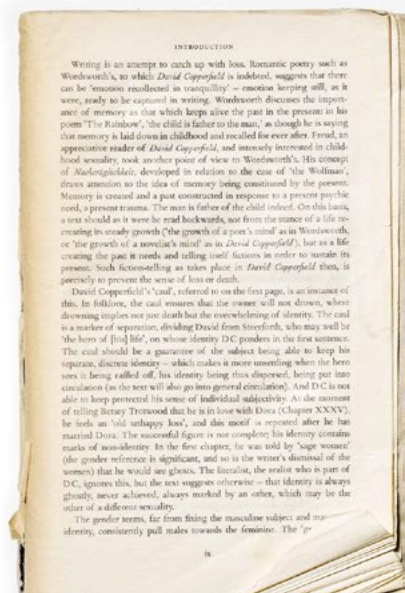 INTRODUCTION
Writing is an attempt to catch up with loss. Romantic poetry such as
Wordsworth's, to which David Copperfield is indebted, suggests that there
can be 'emotion recollected in tranquillity' – emotion keeping still, as it
were, ready to be captured in writing. Wordsworth discusses the import-
ance of memory as that which keeps alive the past in the present in his
poem 'The Rainbow', 'the child is father to the man,' as though he is saying
that memory is laid down in childhood and recalled for ever after. Freud, an
appreciative reader of David Copperfield, and intensely interested in child-
hood sexuality, took another point of view to Wordsworth's. His concept
of Nachträglichkeit, developed in relation to the case of 'the Wolfman',
draws attention to the idea of memory being constituted by the present.
Memory is created and a past constructed in response to a present psychic
need, a present trauma. The man is father of the child indeed. On this basis,
a text should as it were be read backwards, not from the stance of a life re-
creating its steady growth ('the growth of a poet's mind' as in Wordsworth,
or 'the growth of a novelist's mind' as in David Copperfield), but as a life
creating the past it needs and telling itself fictions in order to sustain its
present. Such fiction-telling as takes place in David Copperfield then, is
precisely to prevent the sense of loss or death.
David Copperfield's 'caul', referred to on the first page, is an instance of
this. In folklore, the caul ensures that the owner will not drown, where
drowning implies not just death but the overwhelming of identity. The caul
is a marker of separation, dividing David from Steerforth, who may well be
'the hero of [his] life', on whose identity DC ponders in the first sentence.
The caul should be a guarantee of the subject being able to keep his
separate, discrete identity – which makes it more unsettling when the hero
sees it being raffled off, his identity being thus dispersed, being put into
circulation (as the text will also go into general circulation). And DC is not
able to keep protected his sense of individual subjectivity. At the moment
of telling Betsey Trotwood that he is in love with Dora (Chapter XXXV),
he feels an 'old unhappy loss', and this motif is repeated after he has
married Dora. The successful figure is not complete; his identity contains
marks of non-identity. In the first chapter, he was told by 'sage women'
(the gender reference is significant, and so is the writer's dismissal of the
women) that he would see ghosts. The literalist, the realist who is part of
DC, ignores this, but the text suggests otherwise – that identity is always
ghostly, never achieved, always marked by an other, which may be the
other of a different sexuality.
The gender terms, far from fixing the masculine subject and
identity, consistently pull males towards the feminine. The
ix